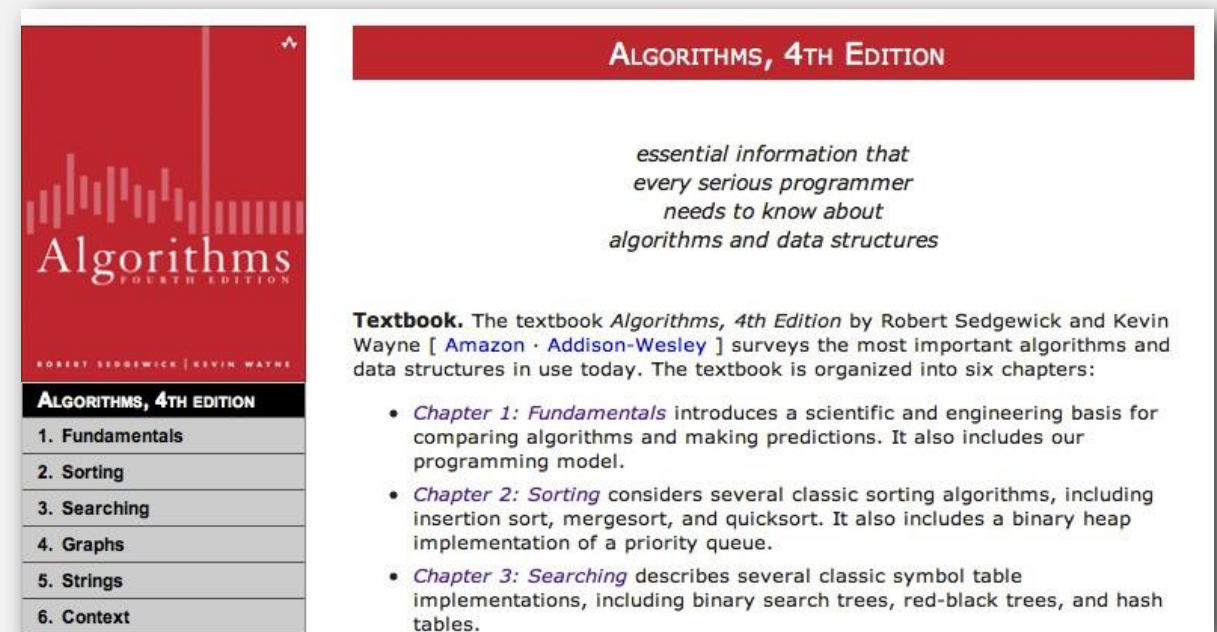 Algorithms
FOURTH EDITION
ROBERT SEDGEWICK | KEVIN WAYNE
ALGORITHMS, 4TH EDITION
1. Fundamentals
2. Sorting
3. Searching
4. Graphs
5. Strings
6. Context
ALGORITHMS, 4TH EDITION
essential information that
every serious programmer
needs to know about
algorithms and data structures
Textbook. The textbook Algorithms, 4th Edition by Robert Sedgewick and Kevin
Wayne [ Amazon · Addison-Wesley ] surveys the most important algorithms and
data structures in use today. The textbook is organized into six chapters:
• Chapter 1: Fundamentals introduces a scientific and engineering basis for
comparing algorithms and making predictions. It also includes our
programming model.
• Chapter 2: Sorting considers several classic sorting algorithms, including
insertion sort, mergesort, and quicksort. It also includes a binary heap
implementation of a priority queue.
• Chapter 3: Searching describes several classic symbol table
implementations, including binary search trees, red-black trees, and hash
tables.